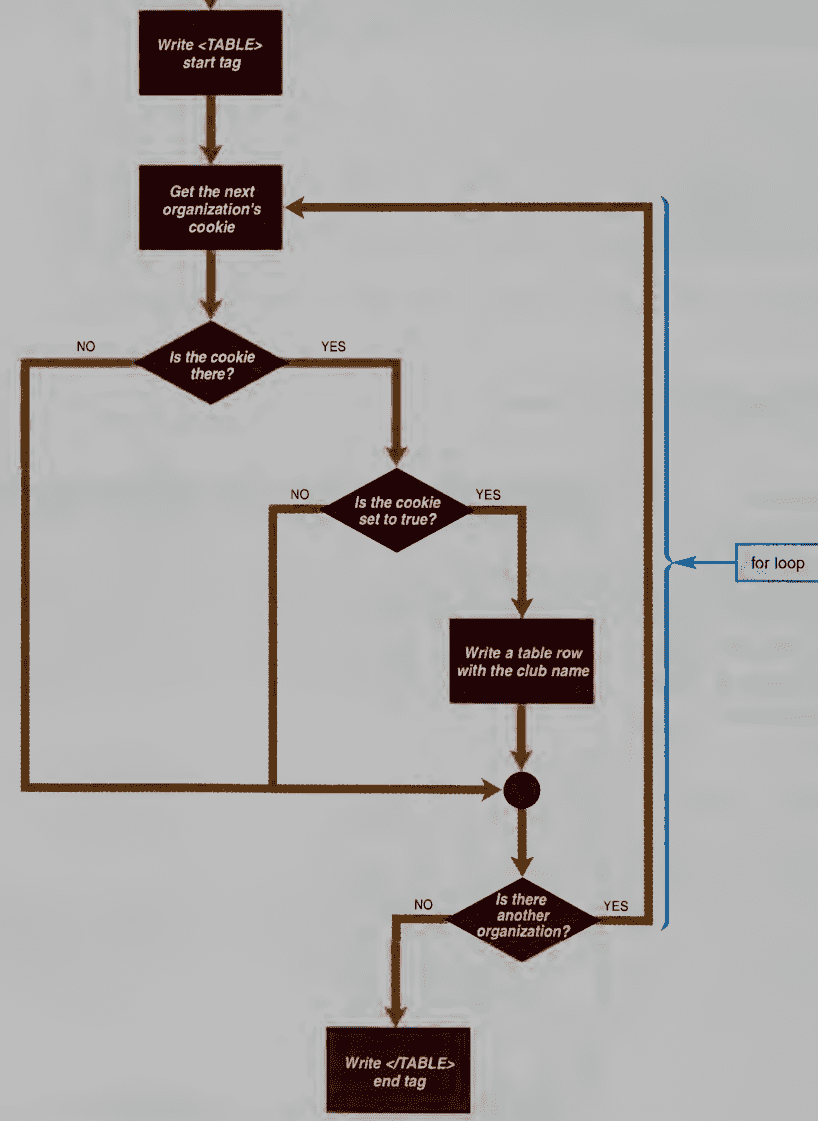 Write <TABLE>
start tag
Get the next
organization's
cookie
NO
YES
Is the cookie
there?
NO
YES
Is the cookie
set to true?
for loop
Write a table row
with the club name
NO
YES
Is there
another
organization?
Write </TABLE>
end tag